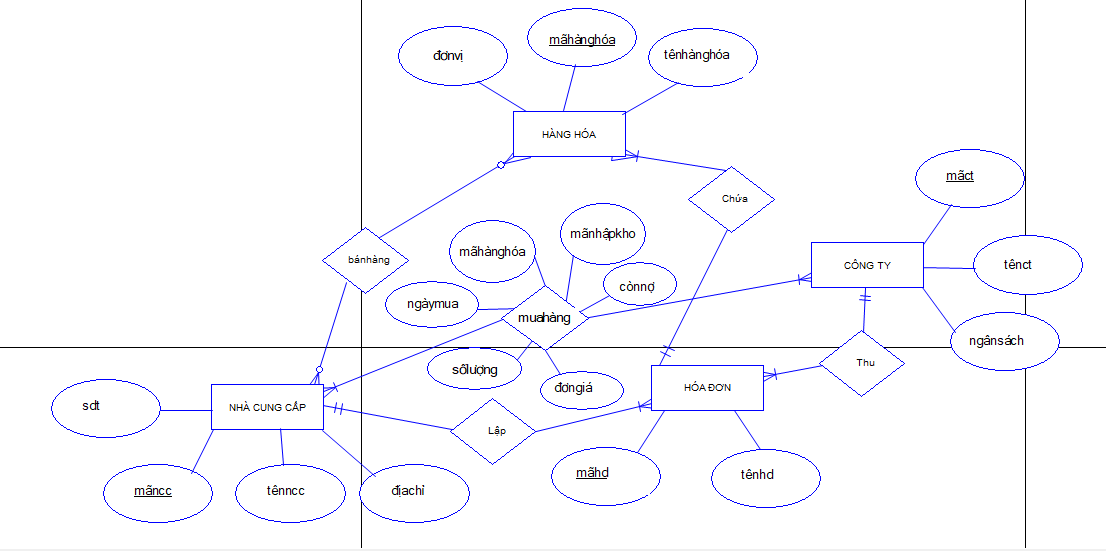 mãhànghóa
đơnvị
tênhànghóa
HÀNG HÓA
mãct
Chứa
mãnhậpkho
mãhànghóa
bánhàng
CÔNG TY
tênct
cònnợ
ngàymua
muahàng
ngânsách
Thu
sốlượng
đơngiá
HÓA ĐƠN
sdt
NHÀ CUNG CẤP
Lập
mãhd
tênhd
mãncc
tênncc
địachỉ